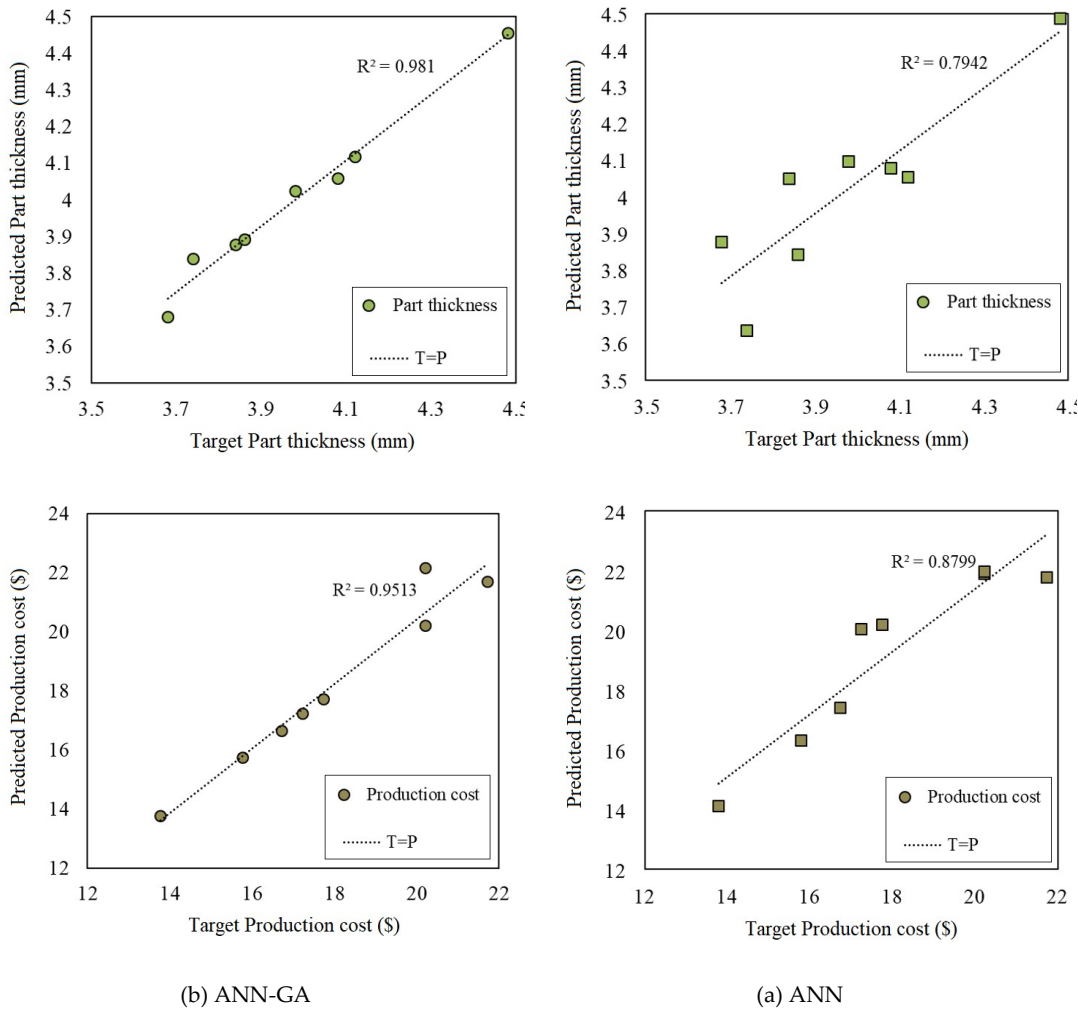 4.5
4.4
4.3
4.2
4.1
4
3.9
3.8
3.7
3.6
3.5
Predicted Part thickness (mm)
R² = 0.981
Part thickness
T=P
3.5 3.7 3.9 4.1 4.3 4.5
Target Part thickness (mm)
4.5
4.4
4.3
4.2
4.1
4
3.9
3.8
3.7
3.6
3.5
Predicted Part thickness (mm)
R² = 0.7942
Part thickness
T=P
3.5 3.7 3.9 4.1 4.3 4.5
Target Part thickness (mm)
24
22
20
18
16
14
12
Predicted Production cost ($)
R² = 0.9513
Production cost
T=P
12 14 16 18 20 22
Target Production cost ($)
24
22
20
18
16
14
12
Predicted Production cost ($)
R² = 0.8799
Production cost
T=P
12 14 16 18 20 22
Target Production cost ($)
(b) ANN-GA
(a) ANN